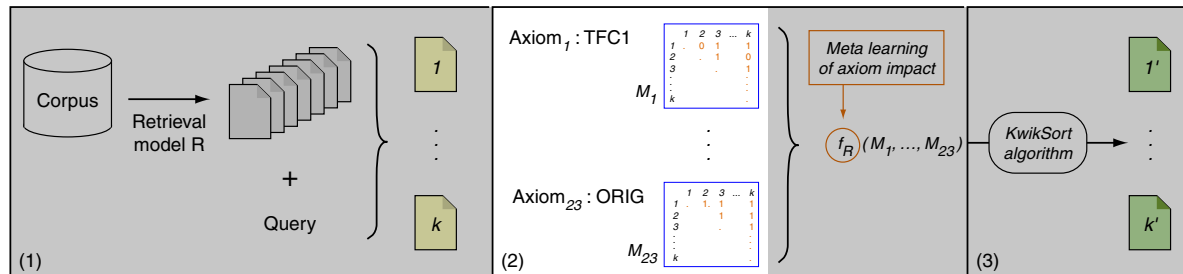 Corpus
Retrieval
model R
+
Query
1
.
.
.
k
(1)
Axiom1 : TFC1
M1
1 2 3 ... k
1 . 0 1 1
2 . 1 0
3 . 1
. .
. .
. .
k .
.
.
.
Axiom23 : ORIG
M23
1 2 3 ... k
1 . 1. 1 1
2 1 1
3 . 1
. .
. .
. .
k .
(2)
Meta learning
of axiom impact
fR (M1, ..., M23)
KwikSort
algorithm
1'
.
.
.
k'
(3)